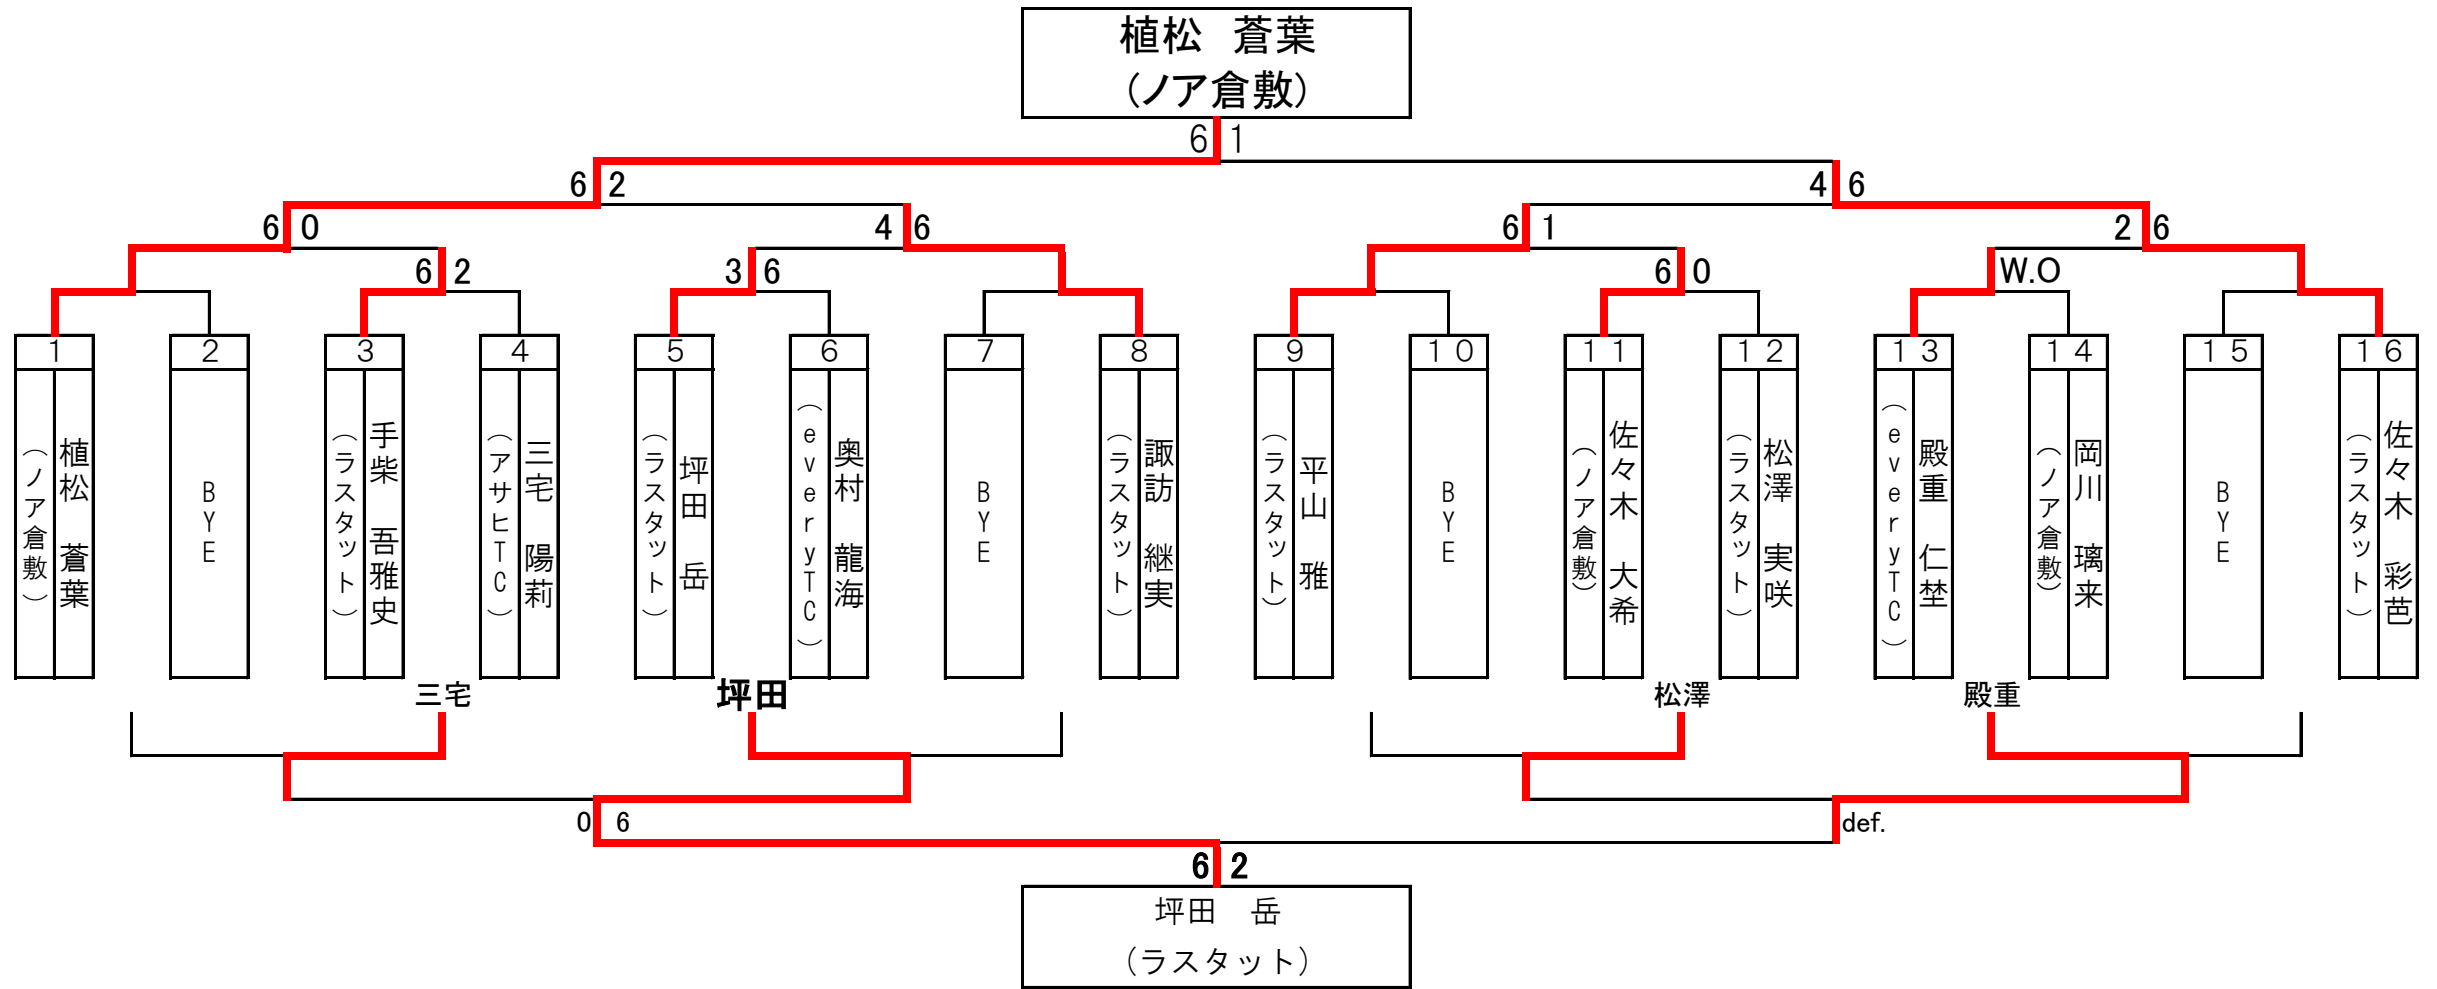 植松　蒼葉
（ノア倉敷）
6 1
6 2
4 6
6 0
4 6
6 1
2 6
6 2
3 6
6 0
W.O
1
2
3
4
5
6
7
8
9
10
11
12
13
14
15
16
植松　蒼葉
（ノア倉敷）
BYE
手柴　吾雅史
（ラスタット）
三宅　陽莉
（アサヒTC）
坪田　岳
（ラスタット）
奥村　龍海
（everyTC）
BYE
諏訪　継実
（ラスタット）
平山　雅
（ラスタット）
BYE
佐々木　大希
（ノア倉敷）
松澤　実咲
（ラスタット）
殿重　仁埜
（everyTC）
岡川　璃来
（ノア倉敷）
BYE
佐々木　彩芭
（ラスタット）
三宅
坪田
松澤
殿重
0 6
def.
6 2
坪田　岳
（ラスタット）